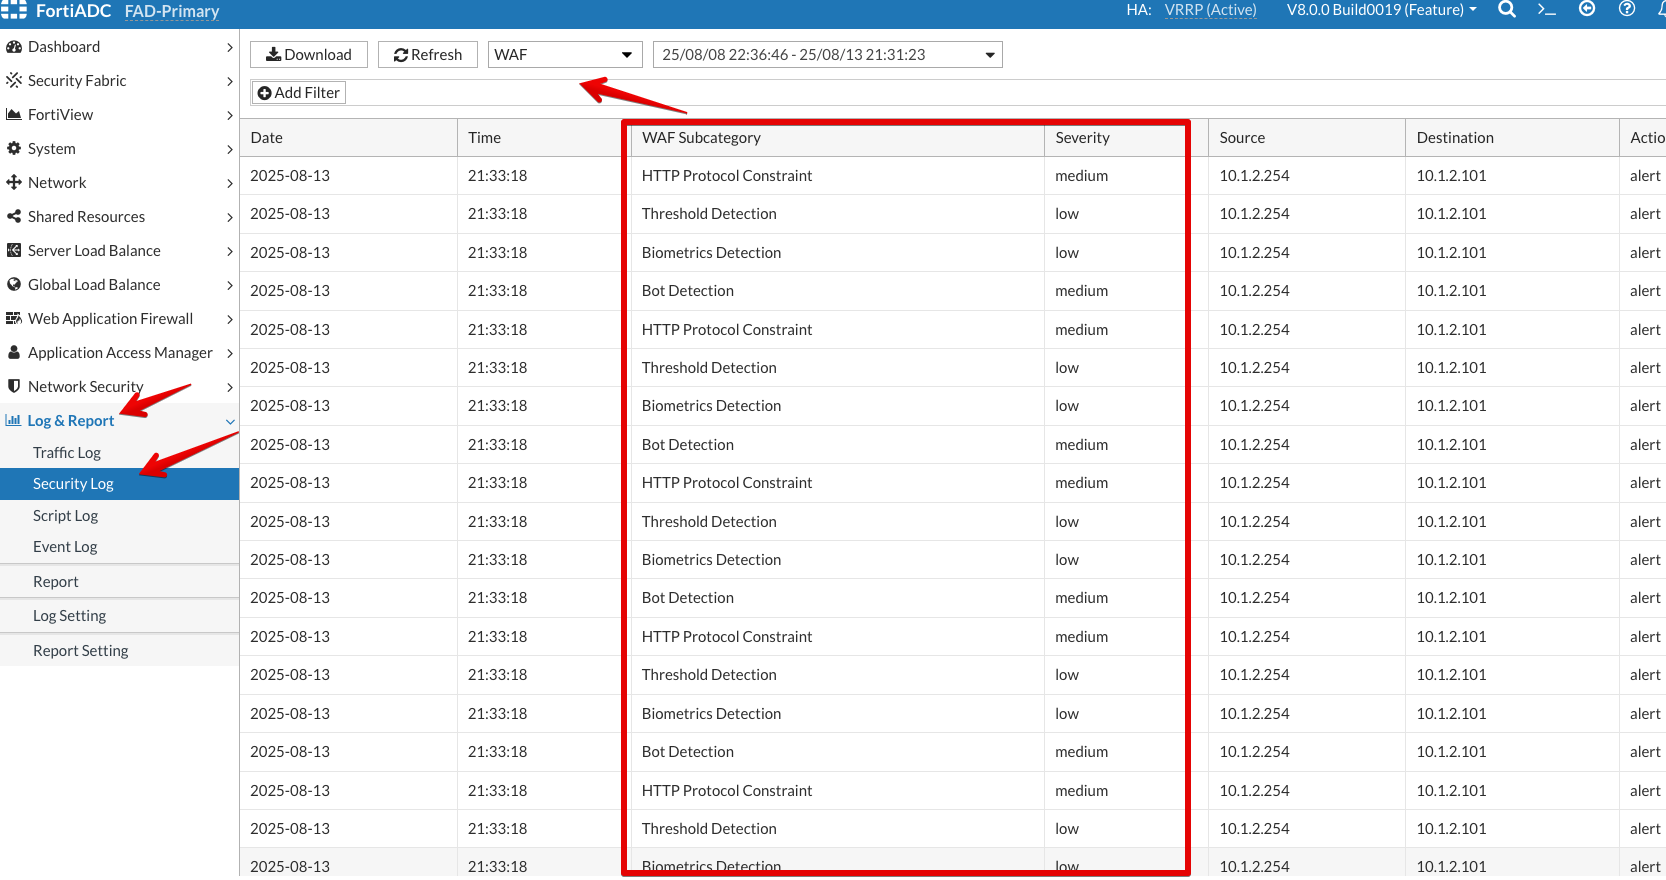 FortiADC FAD-Primary HA: VRRP (Active) V8.0.0 Build0019 (Feature)
Dashboard
Security Fabric
FortiView
System
Network
Shared Resources
Server Load Balance
Global Load Balance
Web Application Firewall
Application Access Manager
Network Security
Log & Report
Traffic Log
Security Log
Script Log
Event Log
Report
Log Setting
Report Setting
Download Refresh WAF 25/08/08 22:36:46 - 25/08/13 21:31:23
Add Filter
Date Time WAF Subcategory Severity Source Destination Actio
2025-08-13 21:33:18 HTTP Protocol Constraint medium 10.1.2.254 10.1.2.101 alert
2025-08-13 21:33:18 Threshold Detection low 10.1.2.254 10.1.2.101 alert
2025-08-13 21:33:18 Biometrics Detection low 10.1.2.254 10.1.2.101 alert
2025-08-13 21:33:18 Bot Detection medium 10.1.2.254 10.1.2.101 alert
2025-08-13 21:33:18 HTTP Protocol Constraint medium 10.1.2.254 10.1.2.101 alert
2025-08-13 21:33:18 Threshold Detection low 10.1.2.254 10.1.2.101 alert
2025-08-13 21:33:18 Biometrics Detection low 10.1.2.254 10.1.2.101 alert
2025-08-13 21:33:18 Bot Detection medium 10.1.2.254 10.1.2.101 alert
2025-08-13 21:33:18 HTTP Protocol Constraint medium 10.1.2.254 10.1.2.101 alert
2025-08-13 21:33:18 Threshold Detection low 10.1.2.254 10.1.2.101 alert
2025-08-13 21:33:18 Biometrics Detection low 10.1.2.254 10.1.2.101 alert
2025-08-13 21:33:18 Bot Detection medium 10.1.2.254 10.1.2.101 alert
2025-08-13 21:33:18 HTTP Protocol Constraint medium 10.1.2.254 10.1.2.101 alert
2025-08-13 21:33:18 Threshold Detection low 10.1.2.254 10.1.2.101 alert
2025-08-13 21:33:18 Biometrics Detection low 10.1.2.254 10.1.2.101 alert
2025-08-13 21:33:18 Bot Detection medium 10.1.2.254 10.1.2.101 alert
2025-08-13 21:33:18 HTTP Protocol Constraint medium 10.1.2.254 10.1.2.101 alert
2025-08-13 21:33:18 Threshold Detection low 10.1.2.254 10.1.2.101 alert
2025-08-13 21:33:18 Biometrics Detection low 10.1.2.254 10.1.2.101 alert